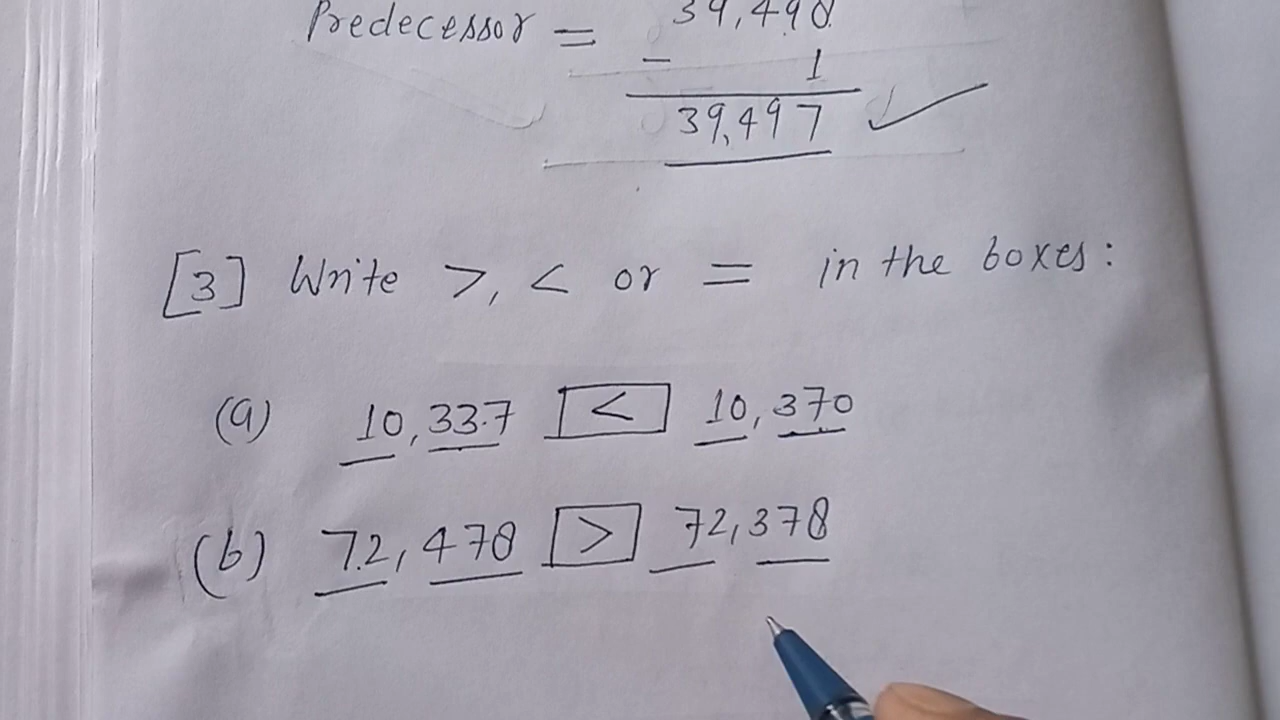 Predecessor = 39,498
- 1
39,497 ✓
[3] Write >, < or = in the boxes:
(a) 10,337 < 10,370
(b) 72,478 > 72,378